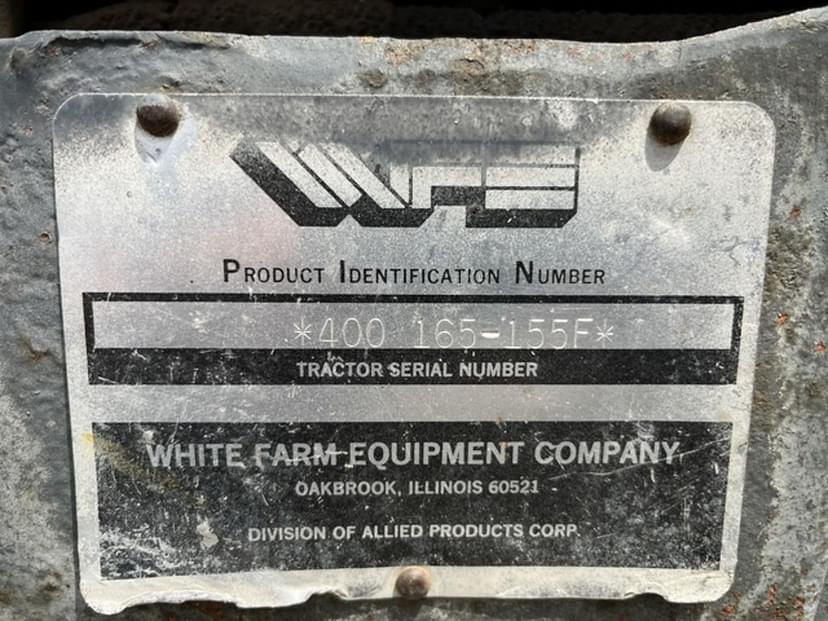 WFE
PRODUCT IDENTIFICATION NUMBER
*400 165-155F*
TRACTOR SERIAL NUMBER
WHITE FARM EQUIPMENT COMPANY
OAKBROOK, ILLINOIS 60521
DIVISION OF ALLIED PRODUCTS CORP.